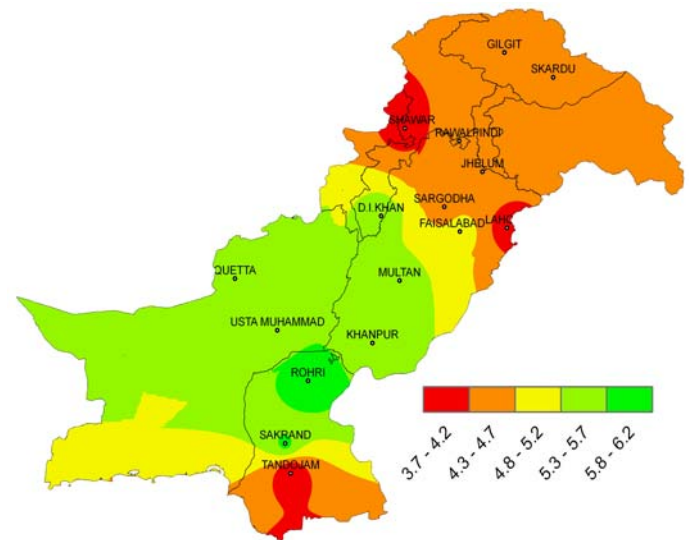 GILGIT
SKARDU
SHAWAR
RAWALPINDI
JHELUM
SARGODHA
D.I.KHAN
FAISALABAD
LAHO
QUETTA
MULTAN
USTA MUHAMMAD
KHANPUR
ROHRI
SAKRAND
TANDOJAM
3.7 - 4.2
4.3 - 4.7
4.8 - 5.2
5.3 - 5.7
5.8 - 6.2